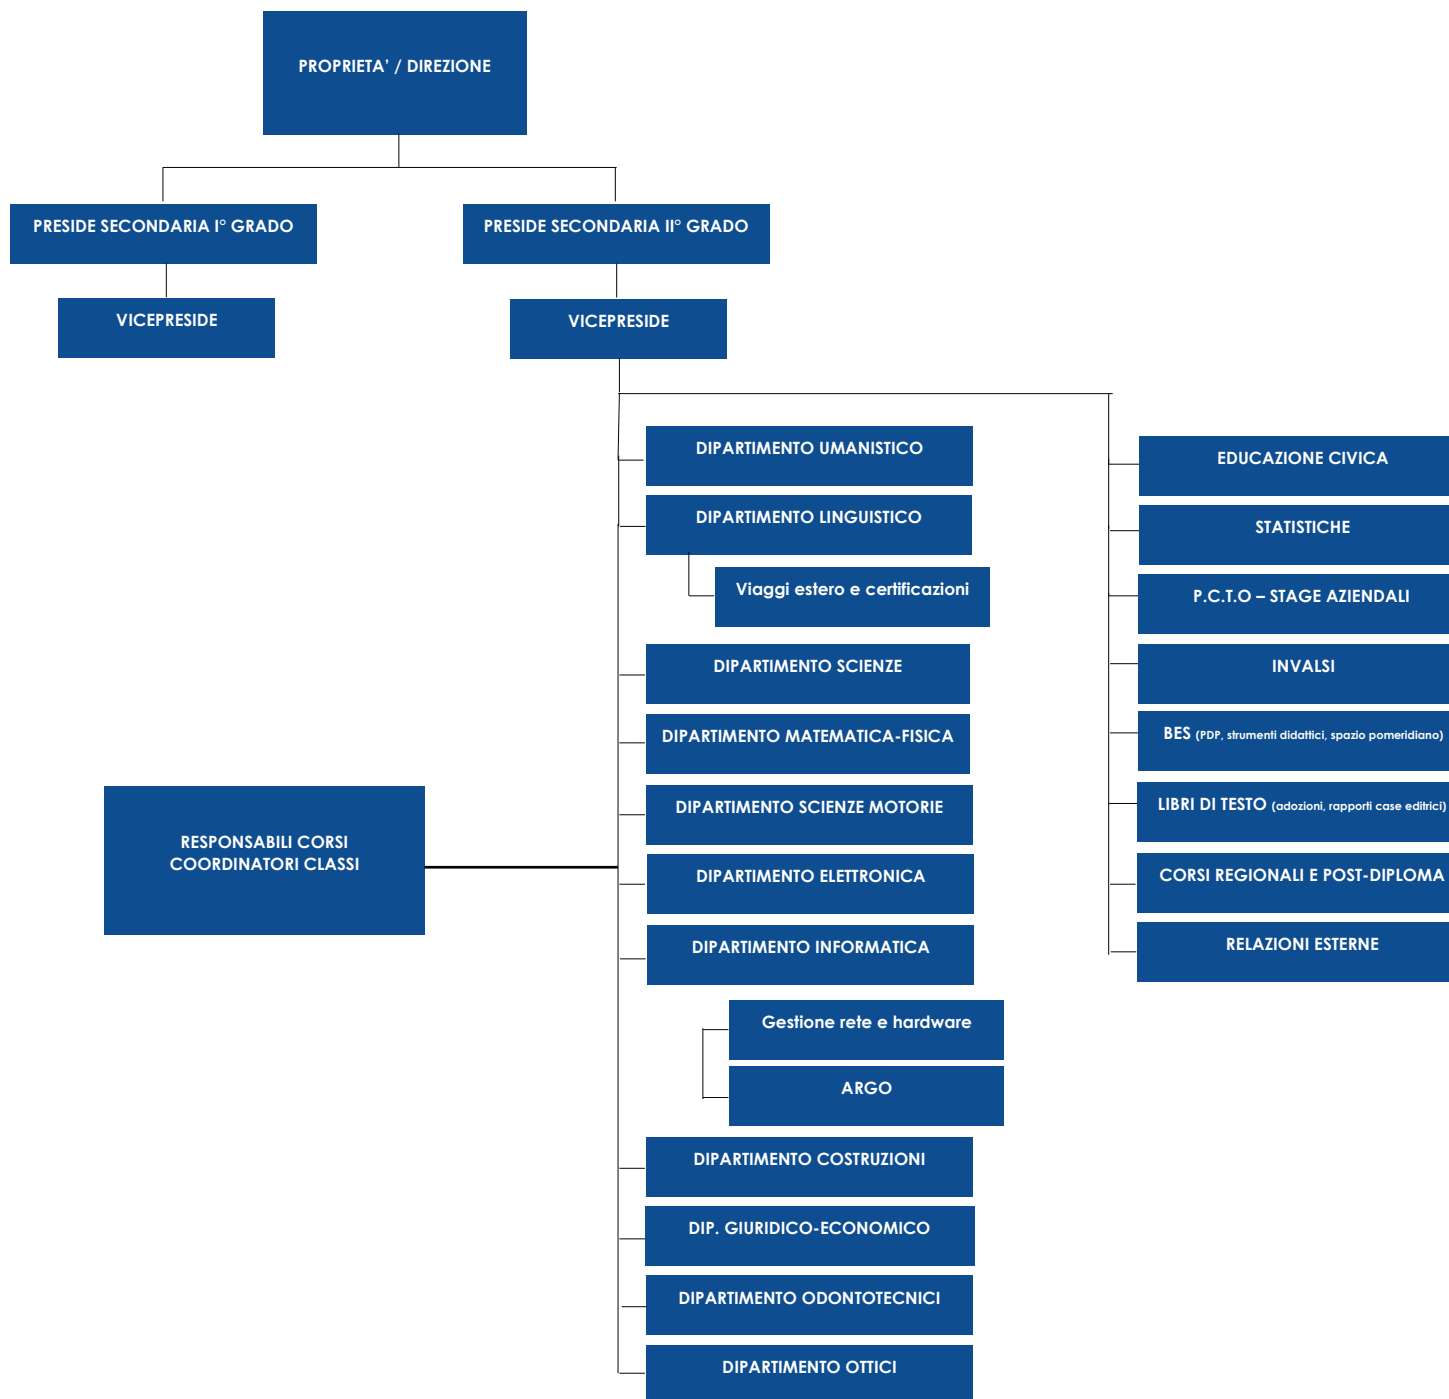 PROPRIETA’ / DIREZIONE
PRESIDE SECONDARIA I° GRADO
PRESIDE SECONDARIA II° GRADO
VICEPRESIDE
VICEPRESIDE
DIPARTIMENTO UMANISTICO
DIPARTIMENTO LINGUISTICO
Viaggi estero e certificazioni
DIPARTIMENTO SCIENZE
DIPARTIMENTO MATEMATICA-FISICA
DIPARTIMENTO SCIENZE MOTORIE
DIPARTIMENTO ELETTRONICA
DIPARTIMENTO INFORMATICA
Gestione rete e hardware
ARGO
DIPARTIMENTO COSTRUZIONI
DIP. GIURIDICO-ECONOMICO
DIPARTIMENTO ODONTOTECNICI
DIPARTIMENTO OTTICI
RESPONSABILI CORSI
COORDINATORI CLASSI
EDUCAZIONE CIVICA
STATISTICHE
P.C.T.O – STAGE AZIENDALI
INVALSI
BES (PDP, strumenti didattici, spazio pomeridiano)
LIBRI DI TESTO (adozioni, rapporti case editrici)
CORSI REGIONALI E POST-DIPLOMA
RELAZIONI ESTERNE